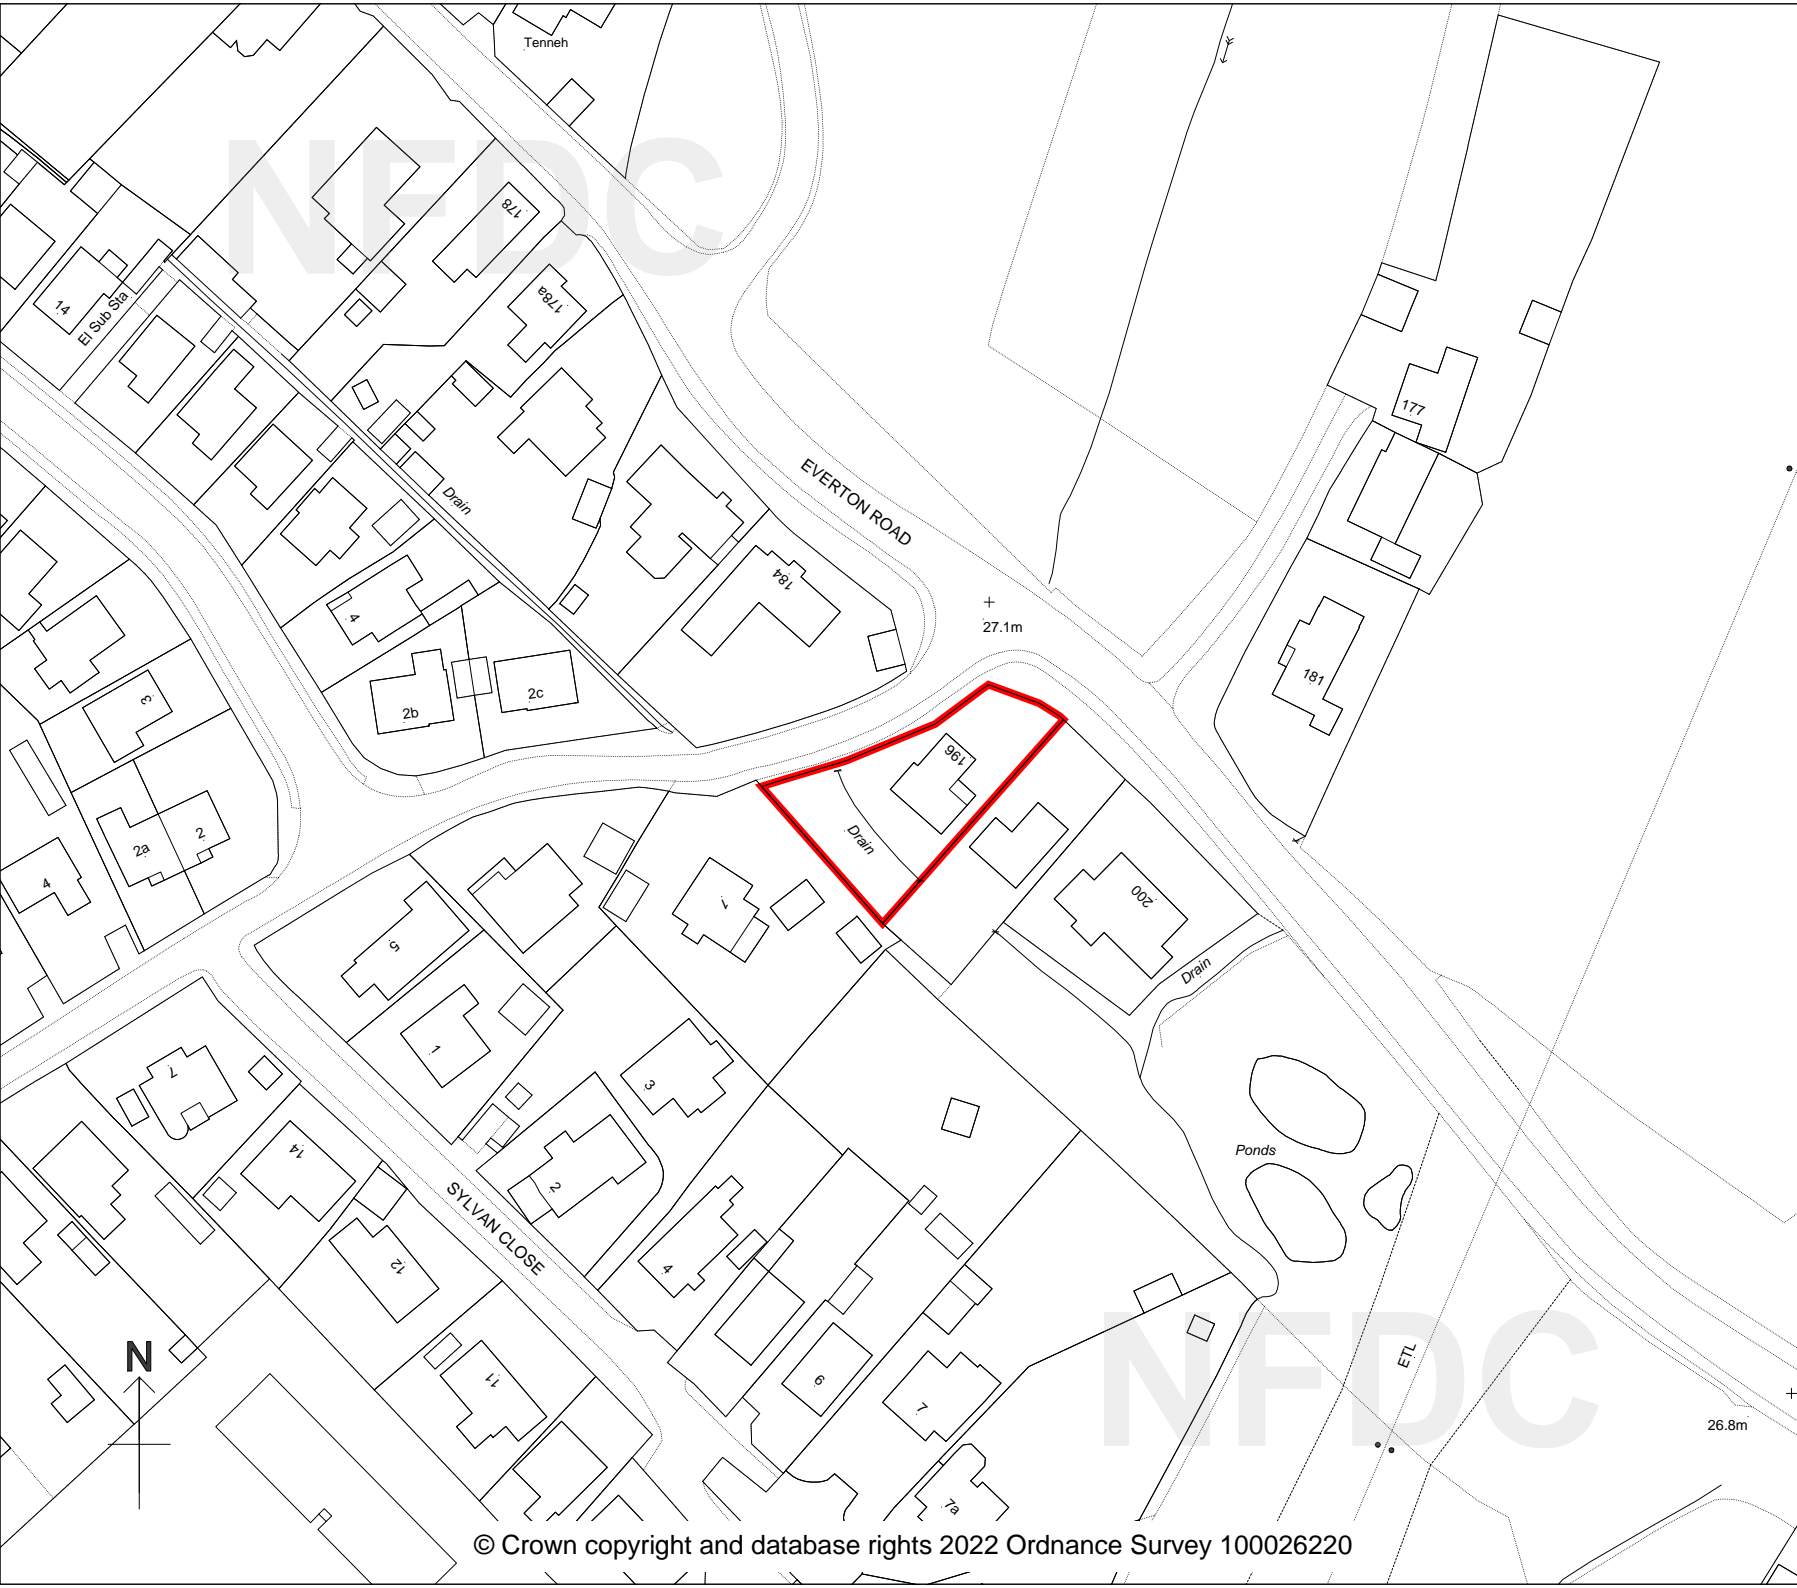 Tenneh
NFDC
178
178a
14
El Sub Sta
177
EVERTON ROAD
Drain
184
4
27.1m
181
2b
2c
3
196
2a
2
4
Drain
7
200
5
Drain
1
3
7
14
Ponds
2
SYLVAN CLOSE
4
12
N
NFDC
ETL
11
9
7
26.8m
7a
© Crown copyright and database rights 2022 Ordnance Survey 100026220